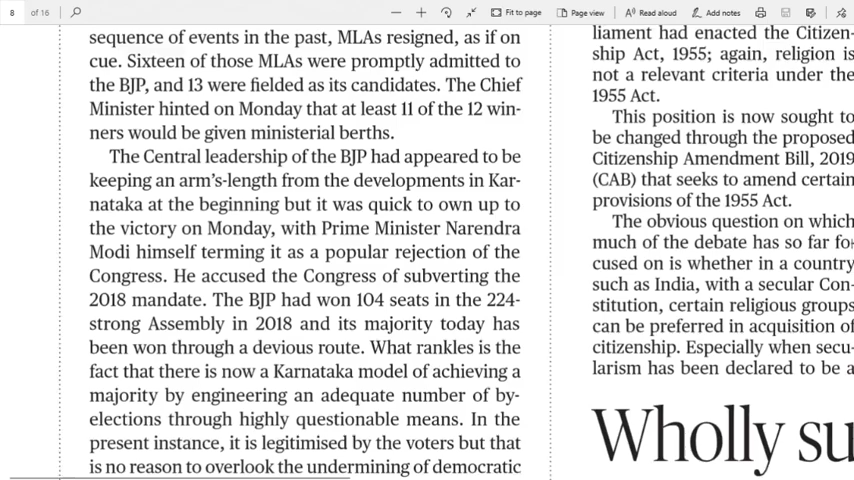 8 of 16 Fit to page Page view Read aloud Add notes
sequence of events in the past, MLAs resigned, as if on
cue. Sixteen of those MLAs were promptly admitted to
the BJP, and 13 were fielded as its candidates. The Chief
Minister hinted on Monday that at least 11 of the 12 win-
ners would be given ministerial berths.
The Central leadership of the BJP had appeared to be
keeping an arm’s-length from the developments in Kar-
nataka at the beginning but it was quick to own up to
the victory on Monday, with Prime Minister Narendra
Modi himself terming it as a popular rejection of the
Congress. He accused the Congress of subverting the
2018 mandate. The BJP had won 104 seats in the 224-
strong Assembly in 2018 and its majority today has
been won through a devious route. What rankles is the
fact that there is now a Karnataka model of achieving a
majority by engineering an adequate number of by-
elections through highly questionable means. In the
present instance, it is legitimised by the voters but that
is no reason to overlook the undermining of democratic
liament had enacted the Citizen-
ship Act, 1955; again, religion is
not a relevant criteria under the
1955 Act.
This position is now sought to
be changed through the proposed
Citizenship Amendment Bill, 2019
(CAB) that seeks to amend certain
provisions of the 1955 Act.
The obvious question on which
much of the debate has so far fo-
cused on is whether in a country
such as India, with a secular Con-
stitution, certain religious groups
can be preferred in acquisition of
citizenship. Especially when secu-
larism has been declared to be a
Wholly su